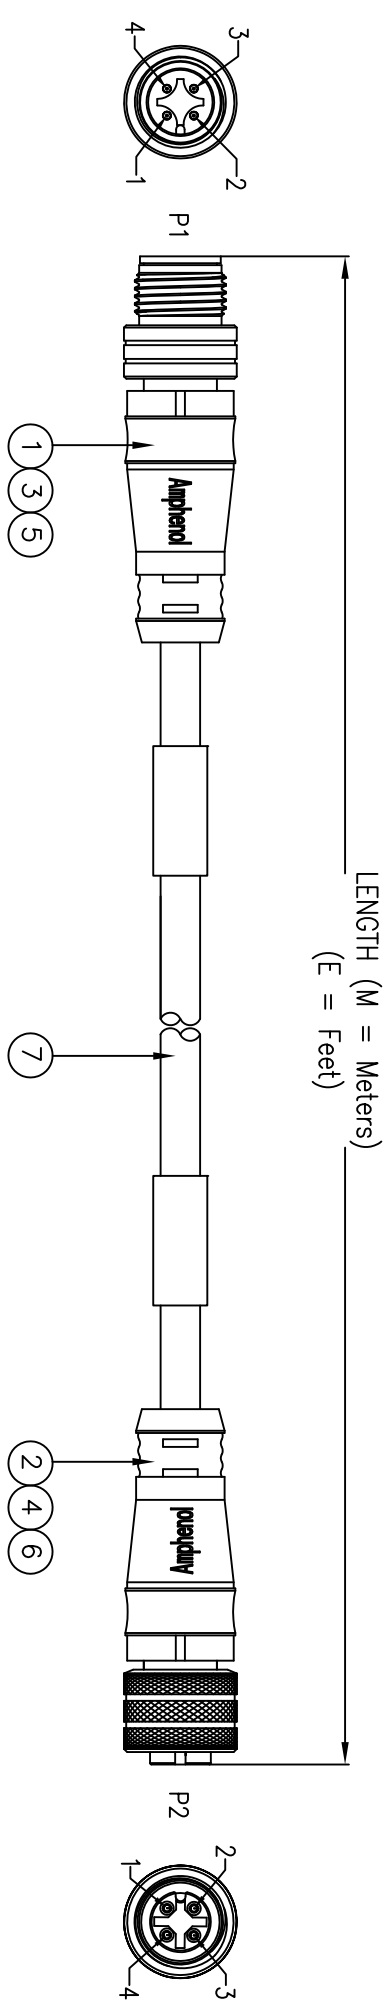 LENGTH (M = Meters)
(E = Feet)
3
4
2
1
P1
Amphenol
Amphenol
P2
2
1
3
4
1 3 5
7
2 4 6